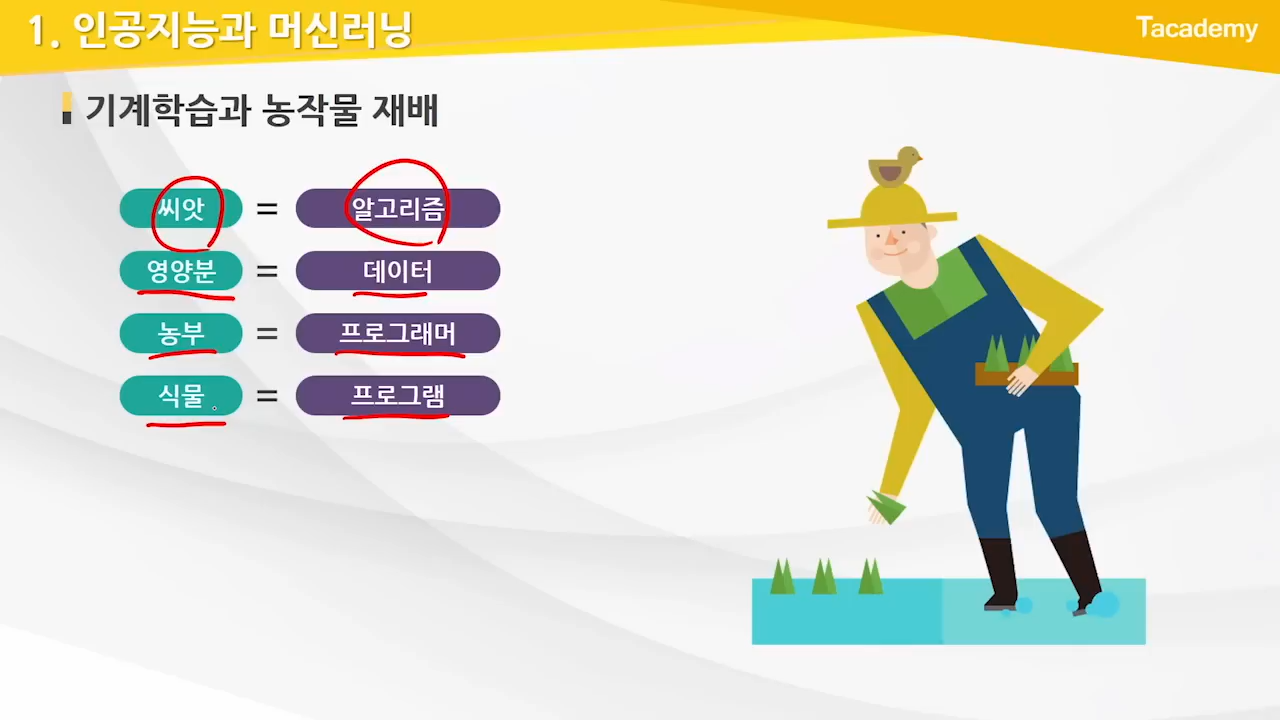 1. 인공지능과 머신러닝
Tacademy
기계학습과 농작물 재배
씨앗 = 알고리즘
영양분 = 데이터
농부 = 프로그래머
식물 = 프로그램